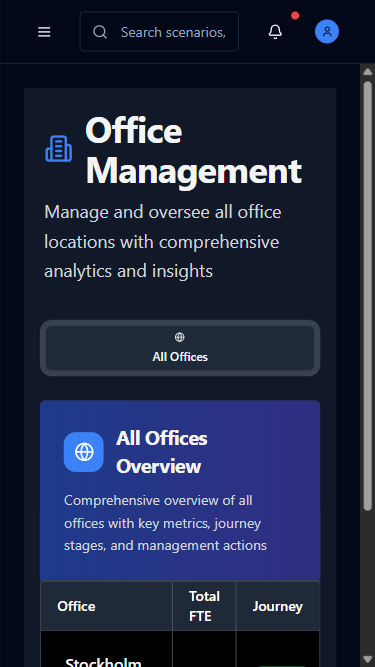 Search scenarios,
Office
Management
Manage and oversee all office
locations with comprehensive
analytics and insights
All Offices
All Offices
Overview
Comprehensive overview of all
offices with key metrics, journey
stages, and management actions
Office
Total
FTE
Journey
Stockholm